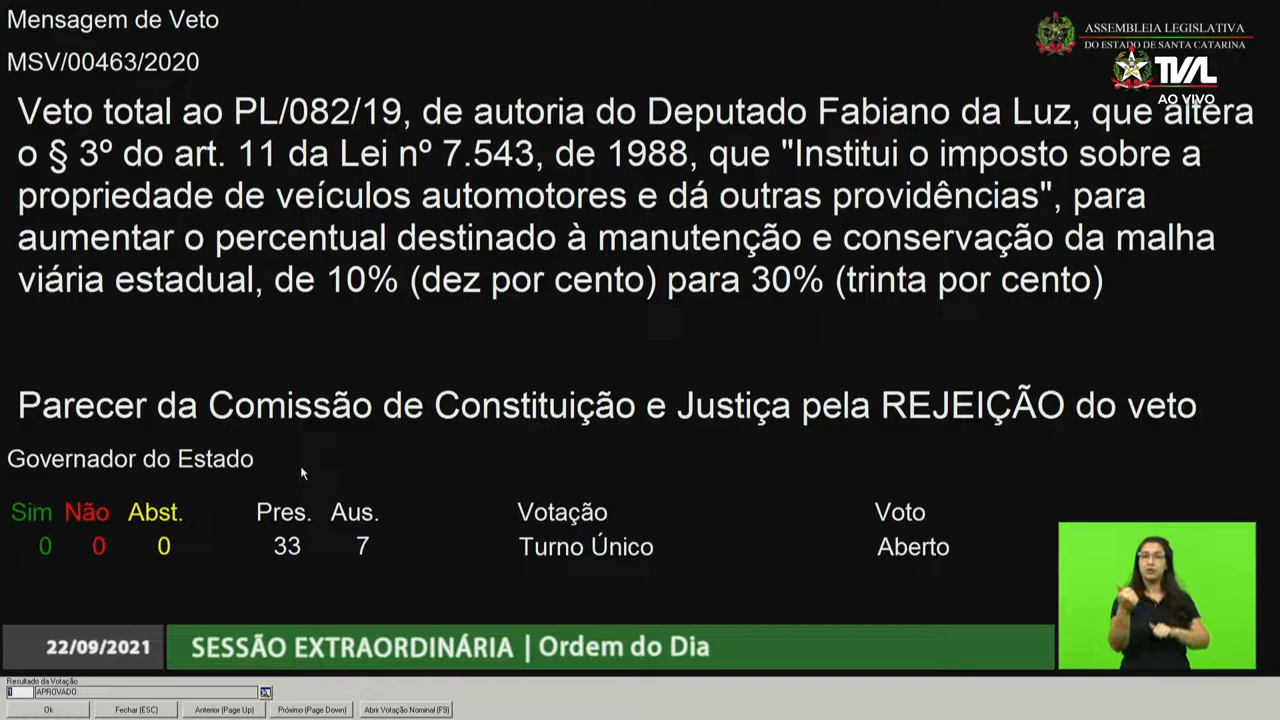 Mensagem de Veto
MSV/00463/2020
ASSEMBLEIA LEGISLATIVA
DO ESTADO DE SANTA CATARINA
TVAL
AO VIVO
Veto total ao PL/082/19, de autoria do Deputado Fabiano da Luz, que altera
o § 3º do art. 11 da Lei nº 7.543, de 1988, que "Institui o imposto sobre a
propriedade de veículos automotores e dá outras providências", para
aumentar o percentual destinado à manutenção e conservação da malha
viária estadual, de 10% (dez por cento) para 30% (trinta por cento)
Parecer da Comissão de Constituição e Justiça pela REJEIÇÃO do veto
Governador do Estado
Sim Não Abst. Pres. Aus. Votação Voto
0 0 0 33 7 Turno Único Aberto
22/09/2021 SESSÃO EXTRAORDINÁRIA | Ordem do Dia
Resultado da Votação
1 APROVADO
Ok Fechar (ESC) Anterior (Page Up) Próximo (Page Down) Abrir Votação Nominal (F9)